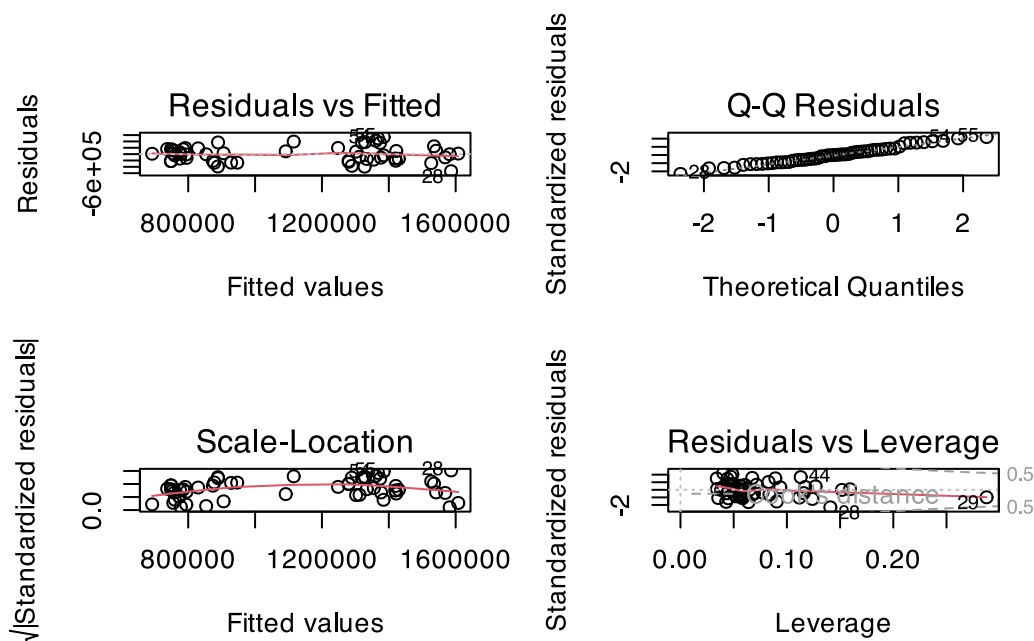 Residuals vs Fitted
Residuals
-6e+05
55
28
800000 1200000 1600000
Fitted values
Q-Q Residuals
Standardized residuals
-2
28
54
55
-2 -1 0 1 2
Theoretical Quantiles
Scale-Location
√|Standardized residuals|
0.0
55
28
800000 1200000 1600000
Fitted values
Residuals vs Leverage
Standardized residuals
-2
Cook's distance
44
28
29
0.5
0.5
0.00 0.10 0.20
Leverage